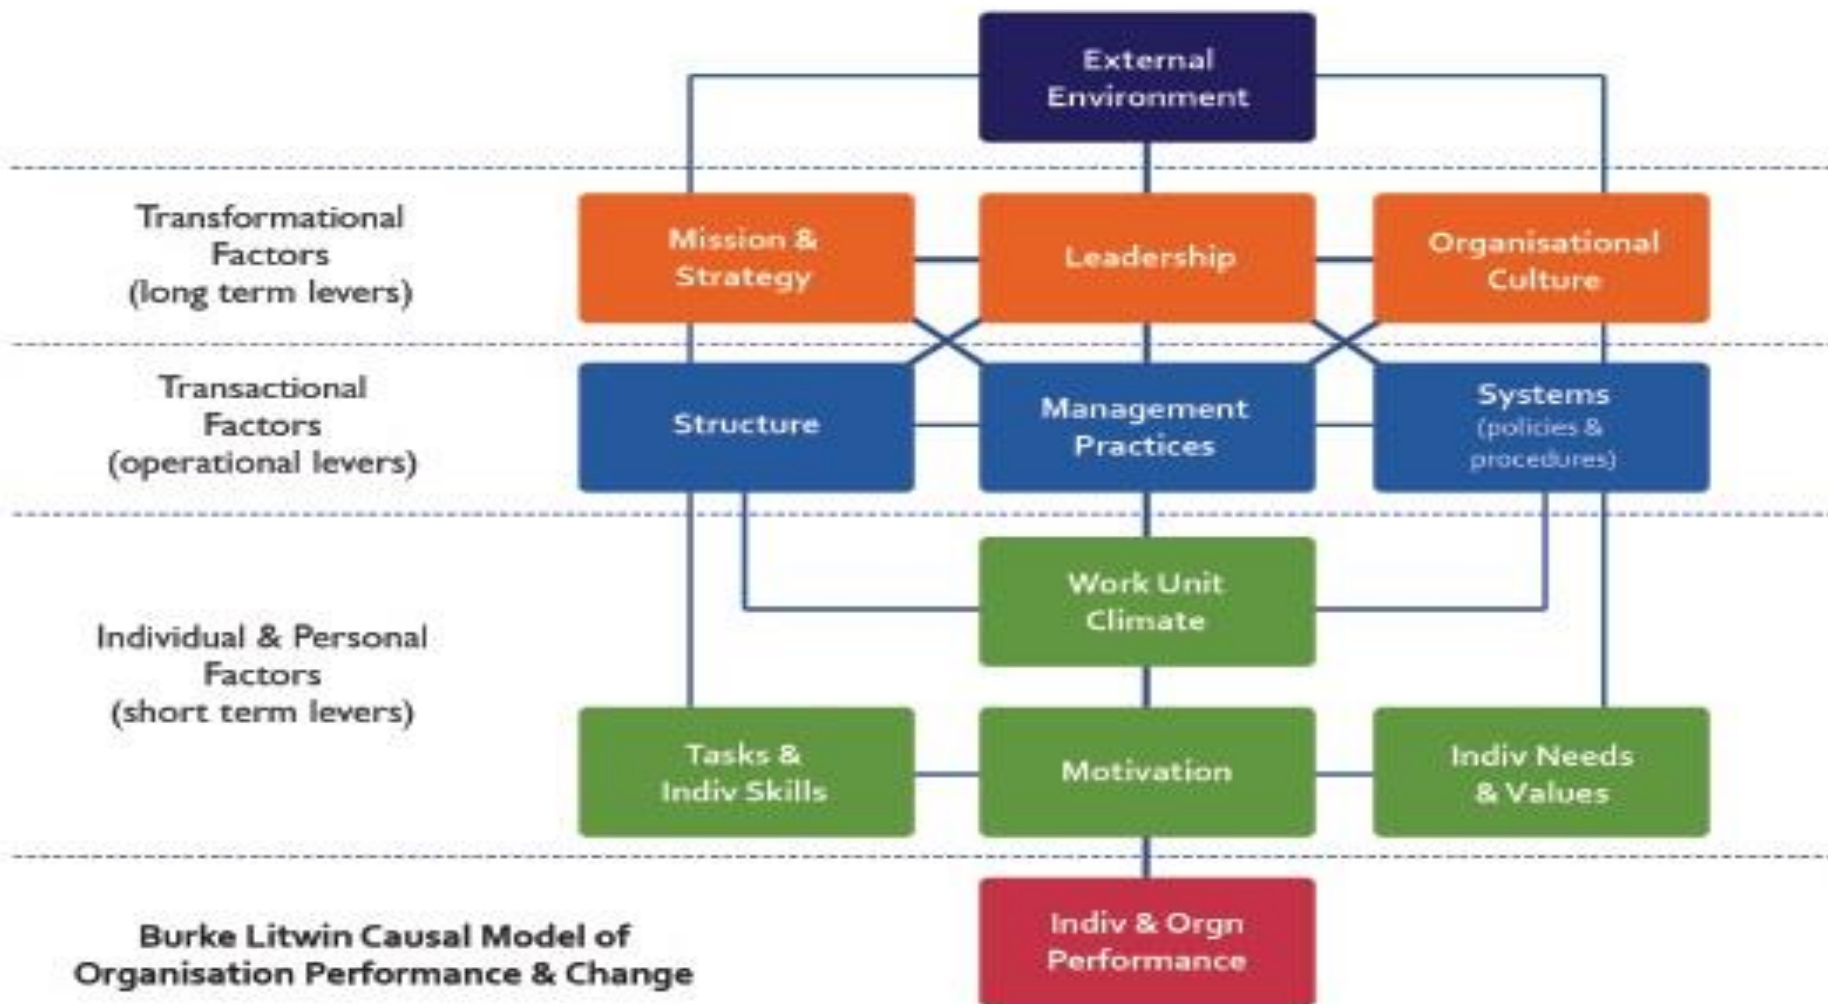 External
Environment
Transformational
Factors
(long term levers)
Mission &
Strategy
Leadership
Organisational
Culture
Transactional
Factors
(operational levers)
Structure
Management
Practices
Systems
(policies &
procedures)
Individual & Personal
Factors
(short term levers)
Work Unit
Climate
Tasks &
Indiv Skills
Motivation
Indiv Needs
& Values
Burke Litwin Causal Model of
Organisation Performance & Change
Indiv & Orgn
Performance